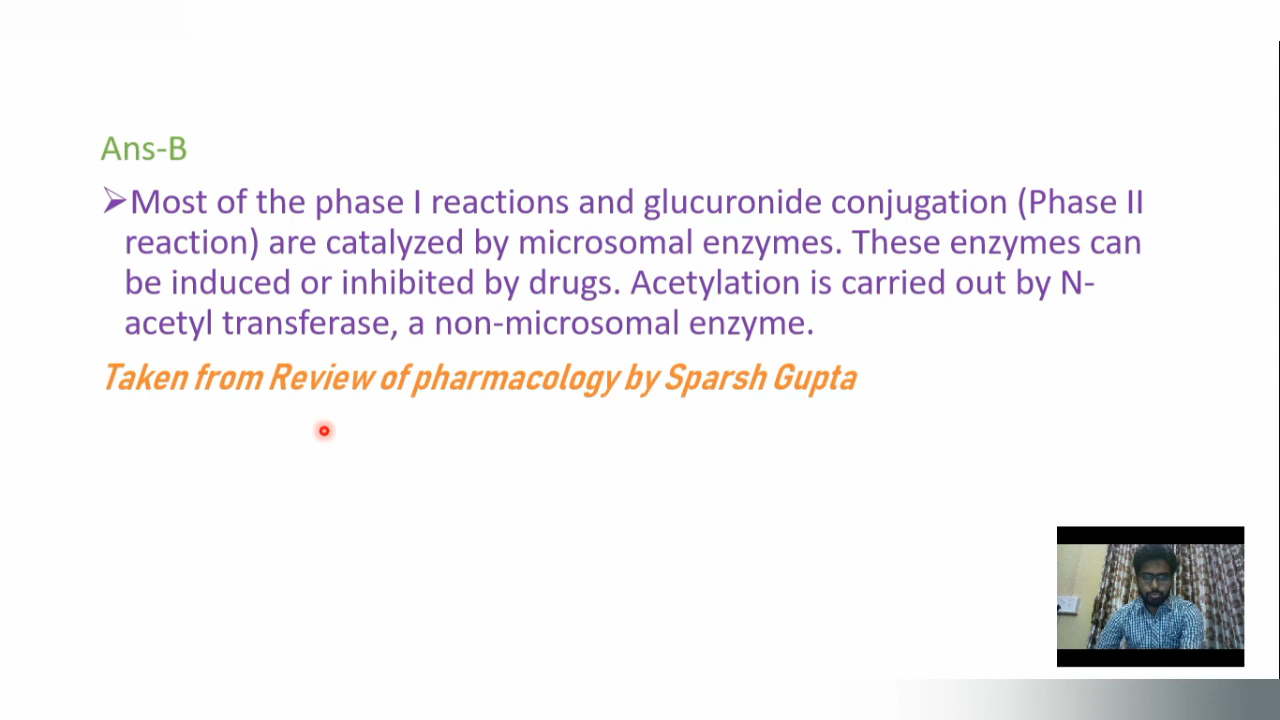 Ans-B
➢Most of the phase I reactions and glucuronide conjugation (Phase II
reaction) are catalyzed by microsomal enzymes. These enzymes can
be induced or inhibited by drugs. Acetylation is carried out by N-
acetyl transferase, a non-microsomal enzyme.
Taken from Review of pharmacology by Sparsh Gupta